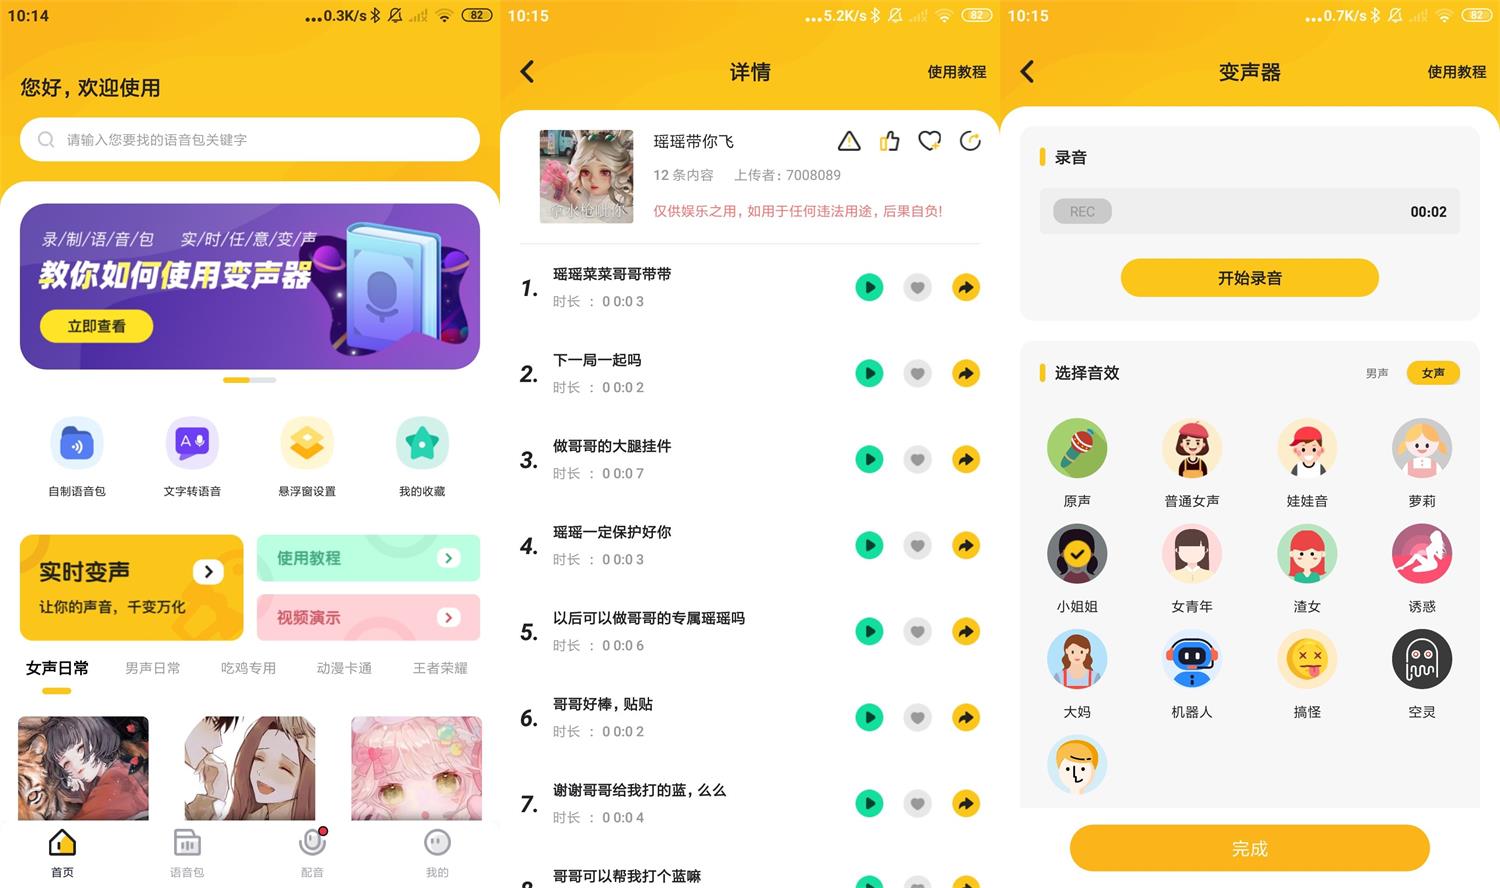 10:14
...0.3K/s
82
您好，欢迎使用
请输入您要找的语音包关键字
录/制/语/音/包 实/时/任/意/变/声
教你如何使用变声器
立即查看
自制语音包
文字转语音
悬浮窗设置
我的收藏
实时变声
让你的声音，千变万化
使用教程
视频演示
女声日常
男声日常
吃鸡专用
动漫卡通
王者荣耀
首页
语音包
配音
我的
10:15
...5.2K/s
82
详情
使用教程
瑶瑶带你飞
12 条内容 上传者：7008089
仅供娱乐之用，如用于任何违法用途，后果自负!
1.
瑶瑶菜菜哥哥带带
时长 ： 00:03
2.
下一局一起吗
时长 ： 00:02
3.
做哥哥的大腿挂件
时长 ： 00:07
4.
瑶瑶一定保护好你
时长 ： 00:03
5.
以后可以做哥哥的专属瑶瑶吗
时长 ： 00:06
6.
哥哥好棒，贴贴
时长 ： 00:02
7.
谢谢哥哥给我打的蓝，么么
时长 ： 00:04
哥哥可以帮我打个蓝嘛
10:15
...0.7K/s
82
变声器
使用教程
录音
REC
00:02
开始录音
选择音效
男声
女声
原声
普通女声
娃娃音
萝莉
小姐姐
女青年
渣女
诱惑
大妈
机器人
搞怪
空灵
完成